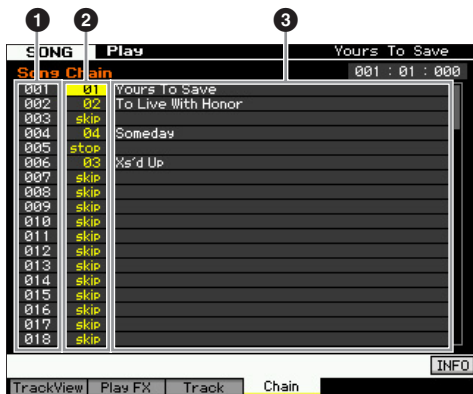 1 2 3
SONG Play Yours To Save
Song Chain 001 : 01 : 000
001 01 Yours To Save
002 02 To Live With Honor
003 skip
004 04 Someday
005 stop
006 03 Xs'd Up
007 skip
008 skip
009 skip
010 skip
011 skip
012 skip
013 skip
014 skip
015 skip
016 skip
017 skip
018 skip
INFO
TrackView Play FX Track Chain